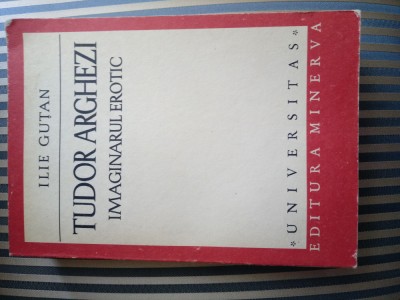 ILIE GUTAN
TUDOR ARGHEZI
IMAGINARUL EROTIC
* UNIVERSITAS *
EDITURA MINERVA